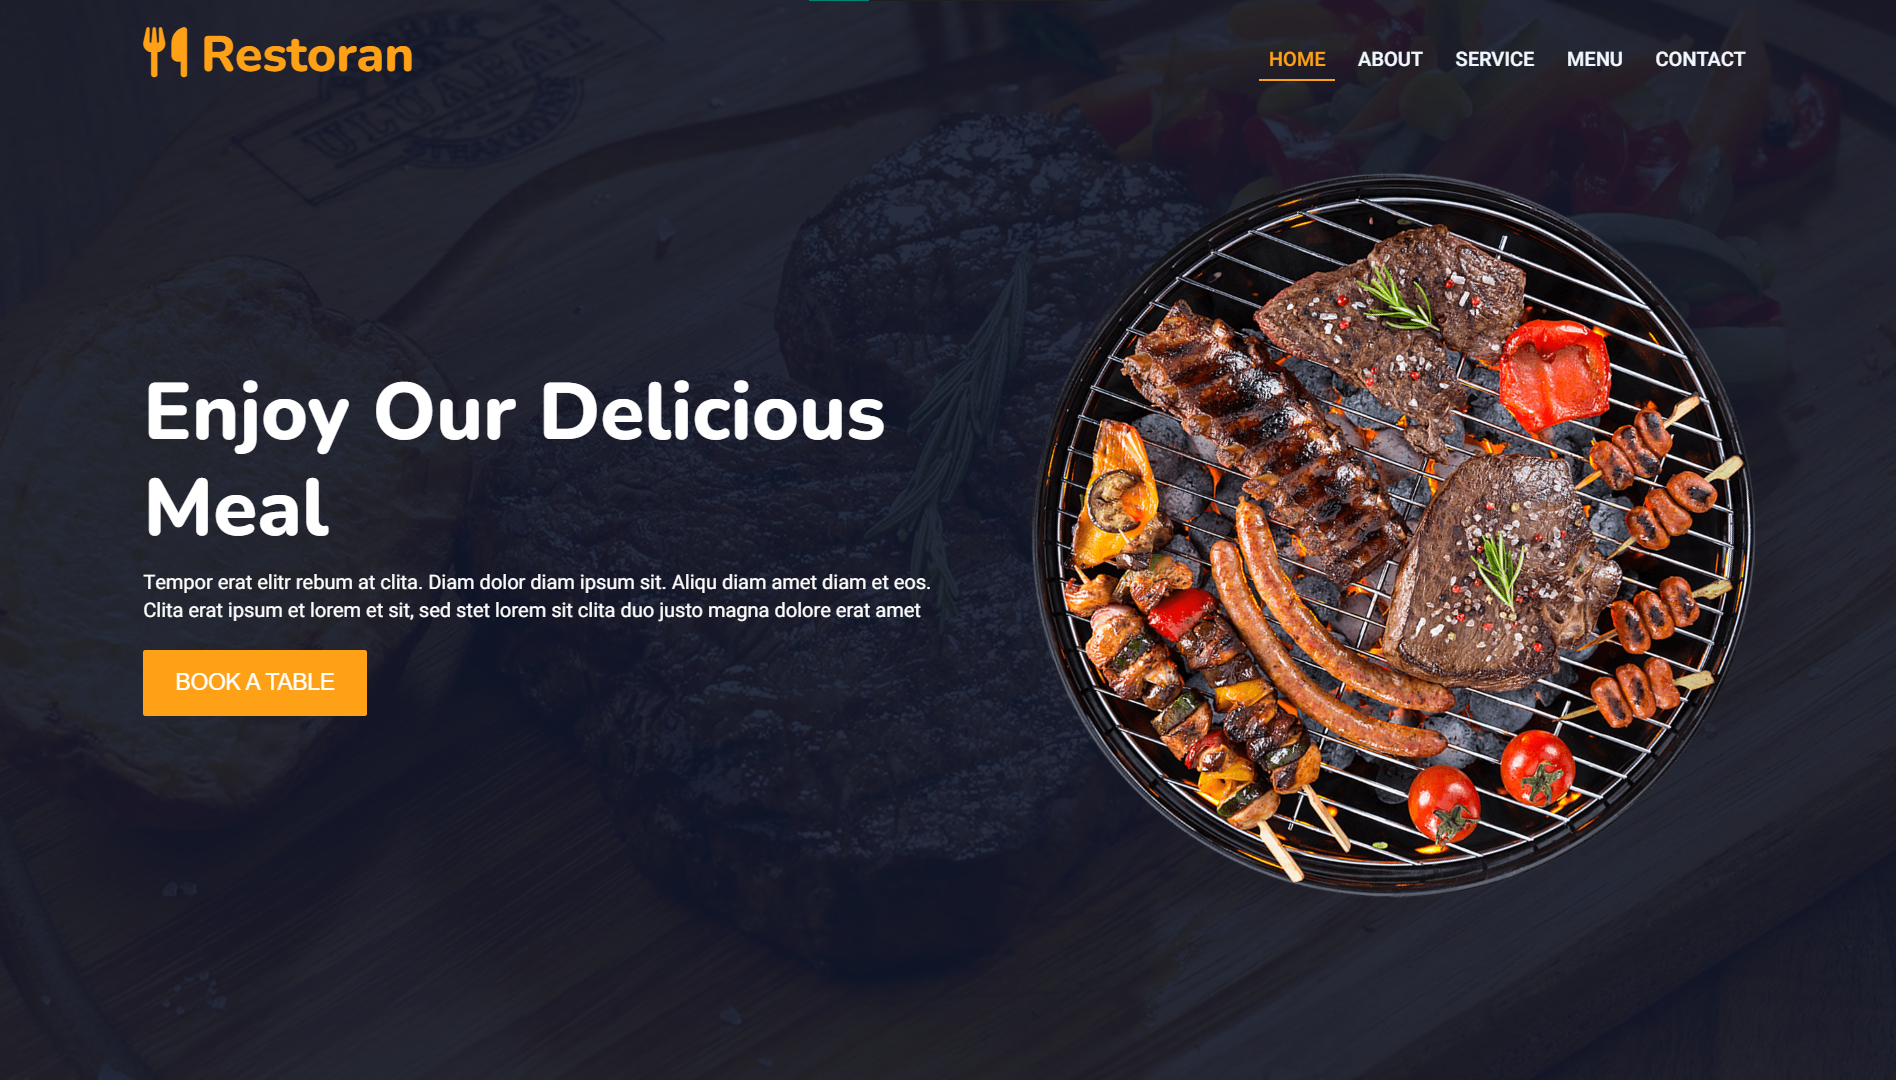 Restoran
HOME ABOUT SERVICE MENU CONTACT
ULUABAT
Enjoy Our Delicious
Meal
Tempor erat elitr rebum at clita. Diam dolor diam ipsum sit. Aliqu diam amet diam et eos.
Clita erat ipsum et lorem et sit, sed stet lorem sit clita duo justo magna dolore erat amet
BOOK A TABLE